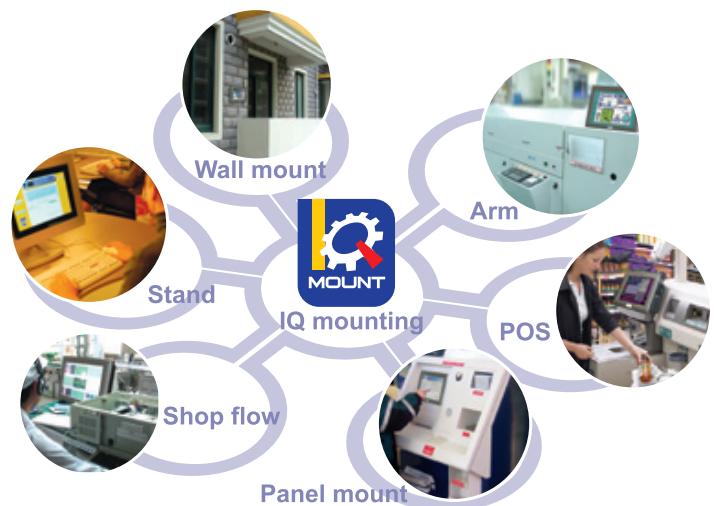 Wall mount
Arm
Stand
MOUNT
IQ mounting
POS
Shop flow
Panel mount